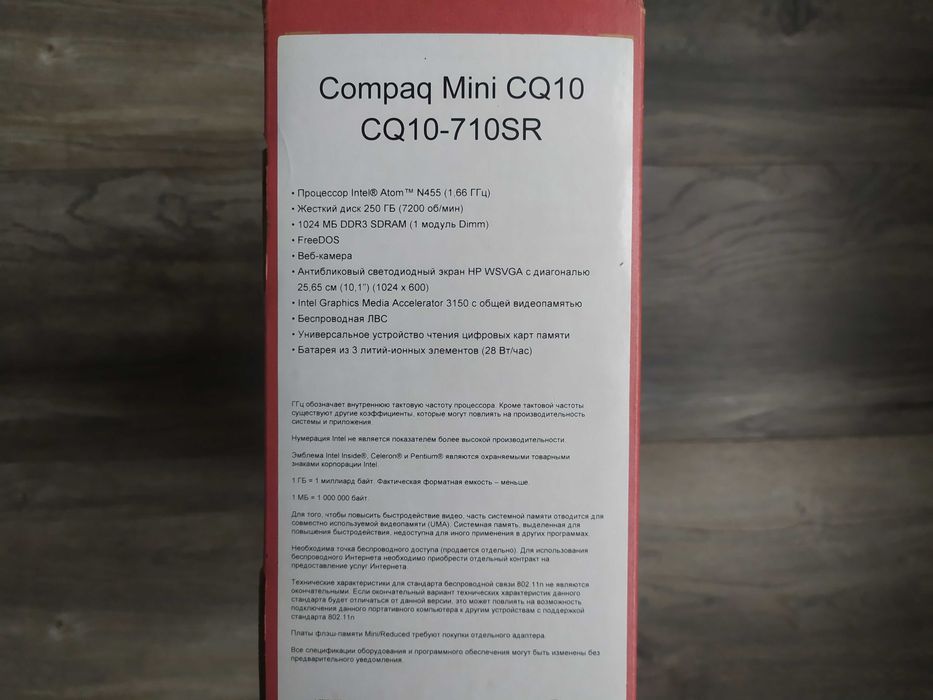 Compaq Mini CQ10
CQ10-710SR
• Процессор Intel® Atom™ N455 (1,66 ГГц)
• Жесткий диск 250 ГБ (7200 об/мин)
• 1024 МБ DDR3 SDRAM (1 модуль Dimm)
• FreeDOS
• Веб-камера
• Антибликовый светодиодный экран HP WSVGA с диагональю
25,65 см (10,1") (1024 x 600)
• Intel Graphics Media Accelerator 3150 с общей видеопамятью
• Беспроводная ЛВС
• Универсальное устройство чтения цифровых карт памяти
• Батарея из 3 литий-ионных элементов (28 Вт/час)
ГГц обозначает внутреннюю тактовую частоту процессора. Кроме тактовой частоты
существуют другие коэффициенты, которые могут повлиять на производительность
системы и приложения.
Нумерация Intel не является показателем более высокой производительности.
Эмблема Intel Inside®, Celeron® и Pentium® являются охраняемыми товарными
знаками корпорации Intel.
1 ГБ = 1 миллиард байт. Фактическая форматная емкость – меньше.
1 МБ = 1 000 000 байт.
Для того, чтобы повысить быстродействие видео, часть системной памяти отводится для
совместно используемой видеопамяти (UMA). Системная память, выделенная для
повышения быстродействия, недоступна для иного применения в других программах.
Необходима точка беспроводного доступа (продается отдельно). Для использования
беспроводного Интернета необходимо приобрести отдельный контракт на
предоставление услуг Интернета.
Технические характеристики для стандарта беспроводной связи 802.11n не являются
окончательными. Если окончательный вариант технических характеристик данного
стандарта будет отличаться от данной версии, это может повлиять на возможность
подключения данного портативного компьютера к другим устройствам с поддержкой
стандарта 802.11n
Платы флэш-памяти Mini/Reduced требуют покупки отдельного адаптера.
Все спецификации оборудования и программного обеспечения могут быть изменены без
предварительного уведомления.